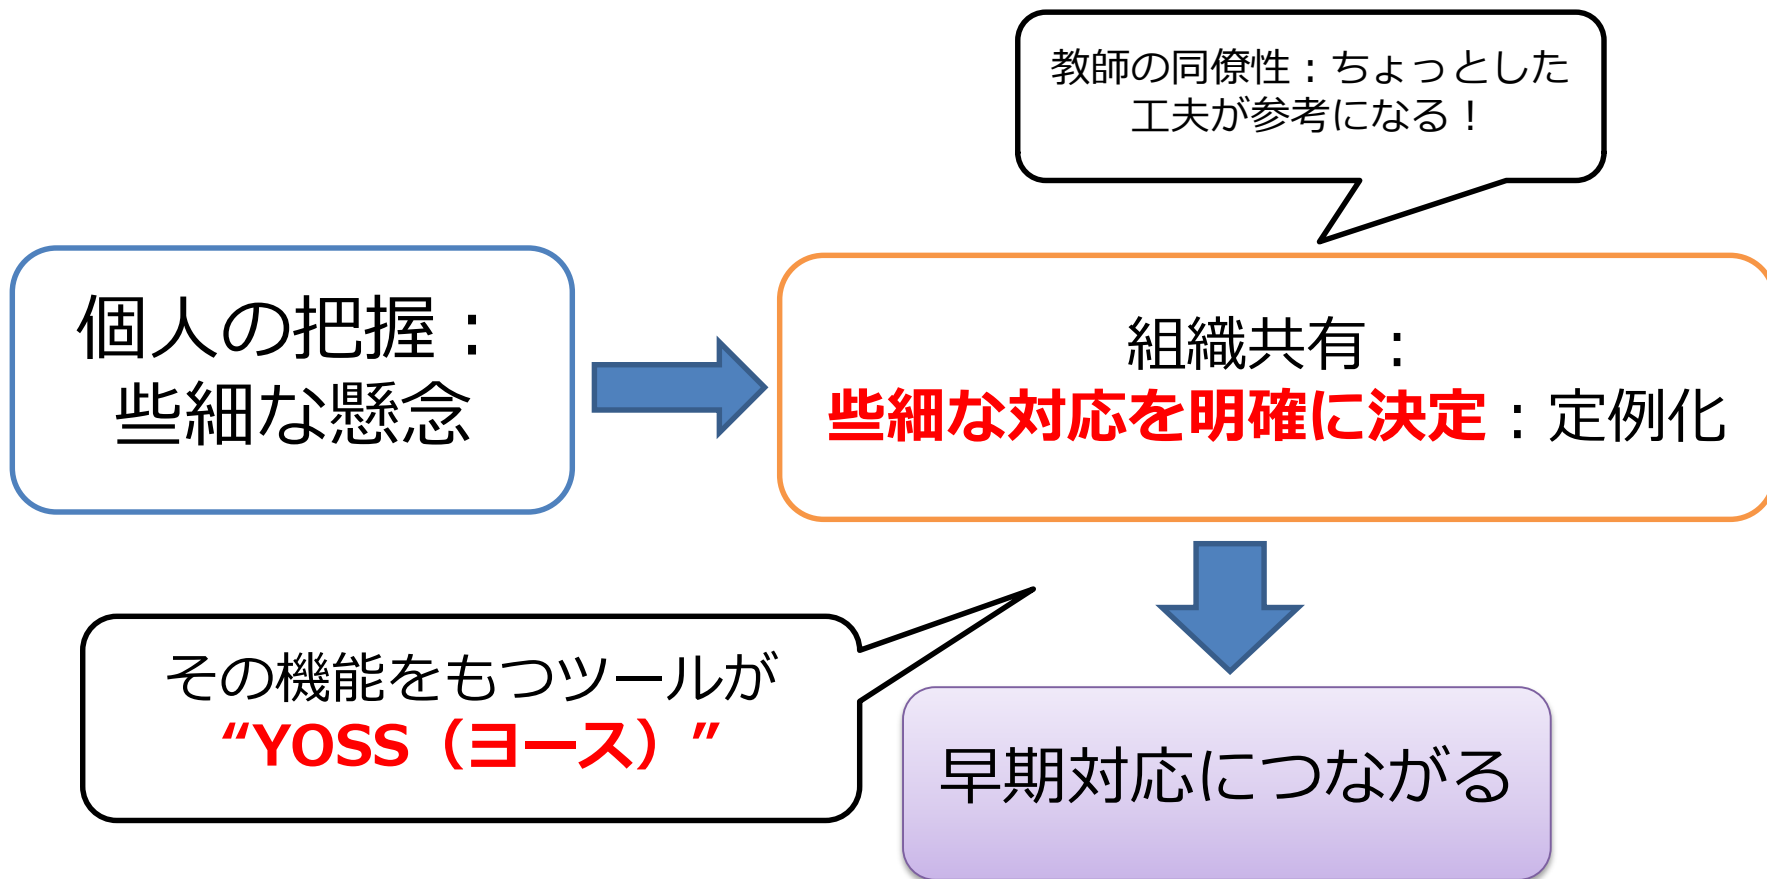 教師の同僚性：ちょっとした
工夫が参考になる！
個人の把握：
些細な懸念
組織共有：
些細な対応を明確に決定：定例化
その機能をもつツールが
“YOSS（ヨース）”
早期対応につながる